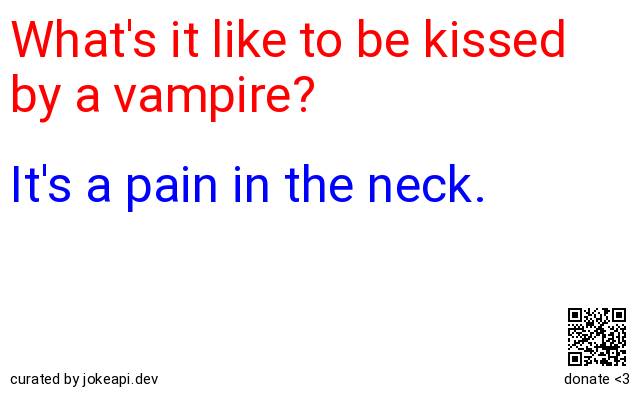 What's it like to be kissed
by a vampire?
It's a pain in the neck.
curated by jokeapi.dev
donate <3